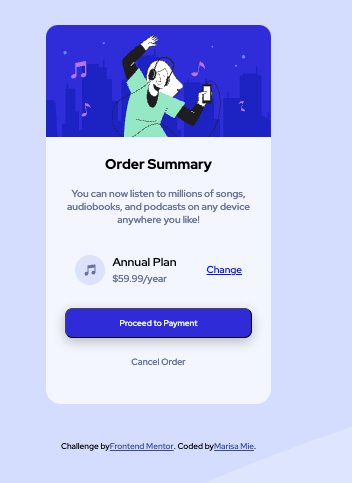 Order Summary
You can now listen to millions of songs,
audiobooks, and podcasts on any device
anywhere you like!
Annual Plan
$59.99/year
Change
Proceed to Payment
Cancel Order
Challenge byFrontend Mentor. Coded byMarisa Mie.